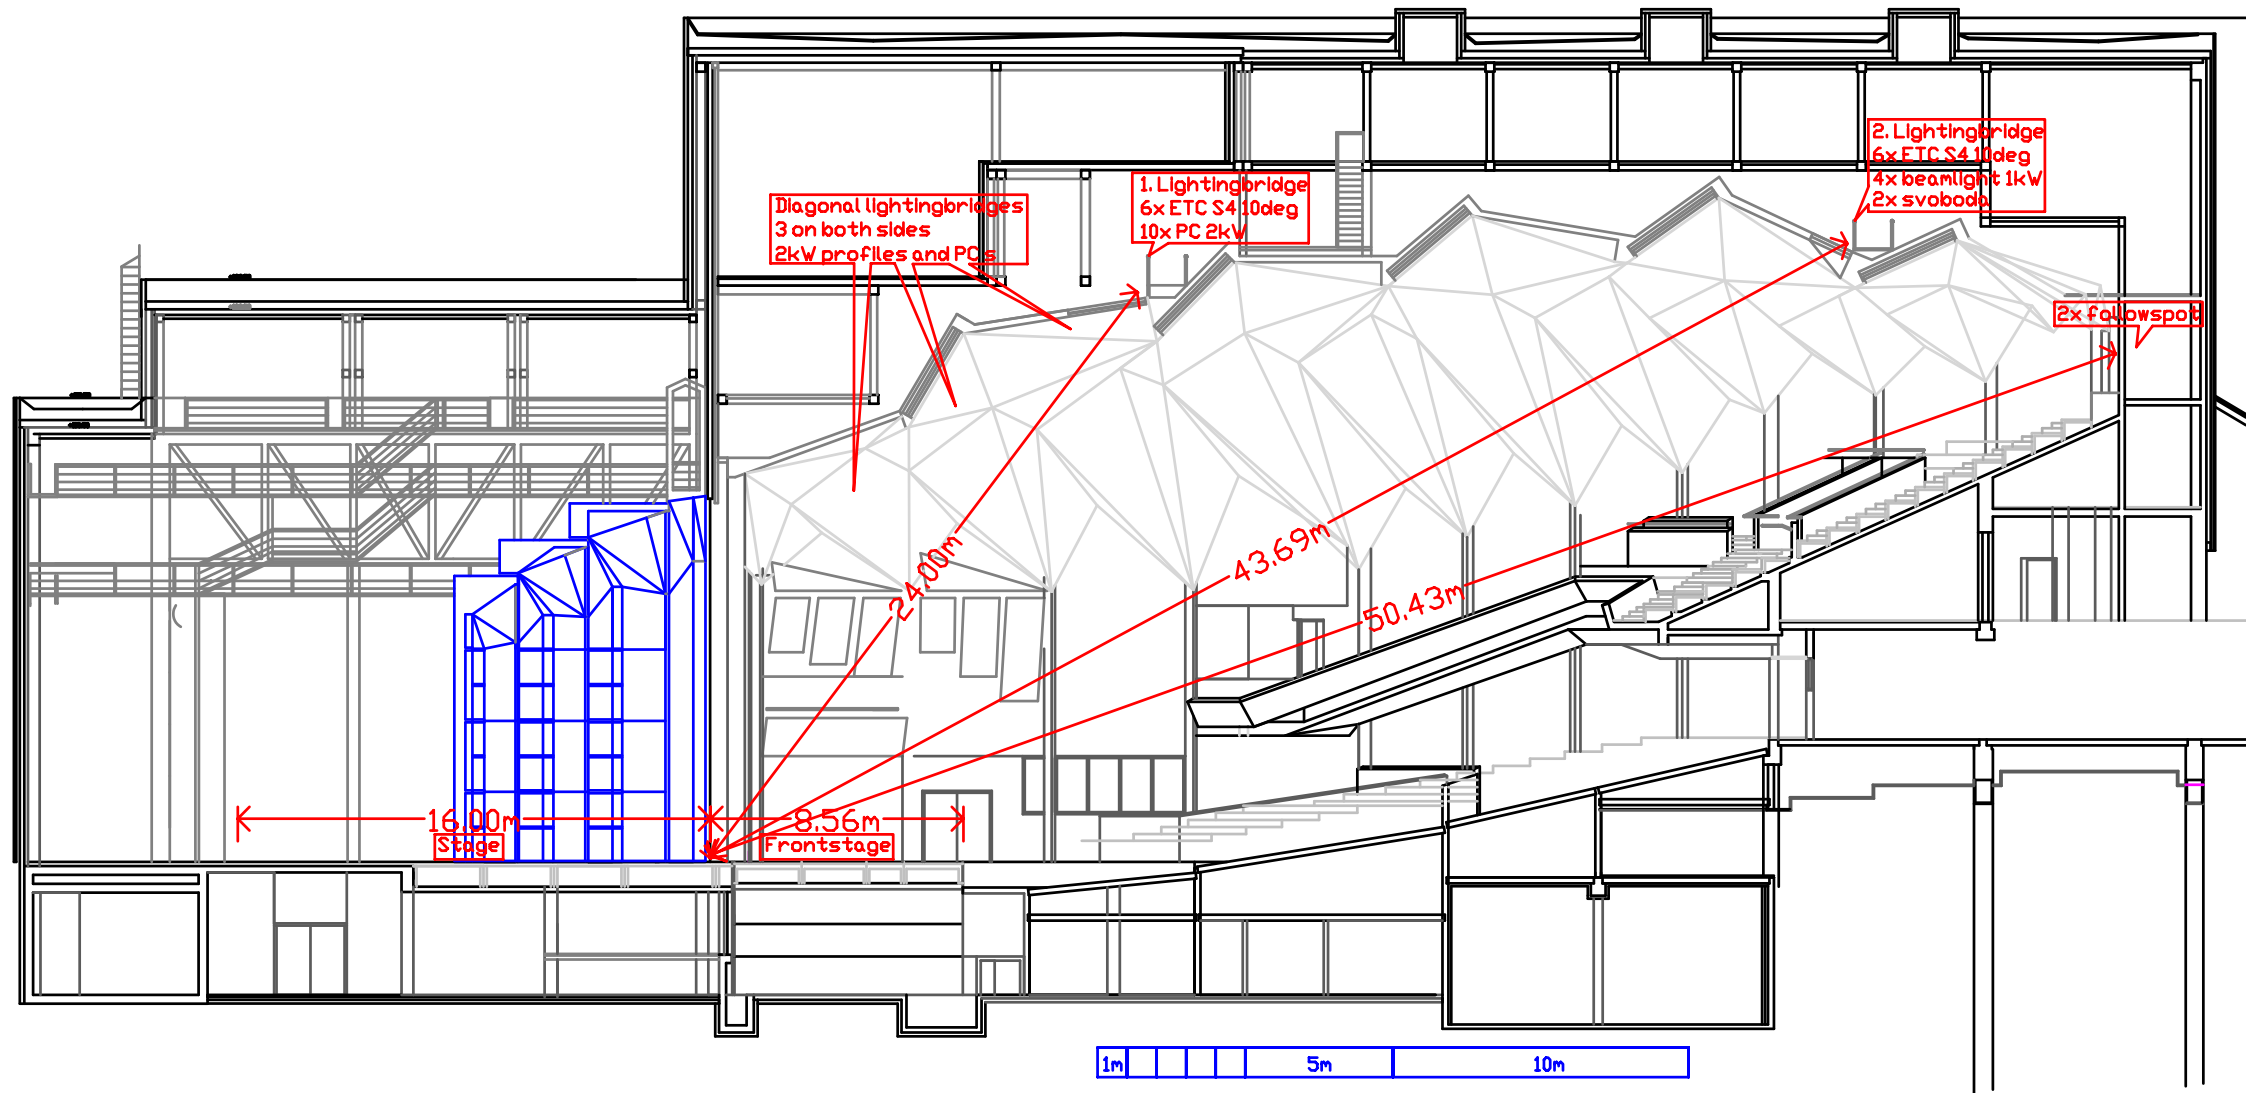 2. Lightingbridge
6x ETC S4 10deg
4x beamlight 1kW
2x svoboda
1. Lightingbridge
6x ETC S4 10deg
10x PC 2kW
Diagonal lightingbridges
3 on both sides
2kW profiles and PC's
2x followspot
24.00m
43.69m
50.43m
16.00m
8.56m
Stage
Frontstage
1m
5m
10m